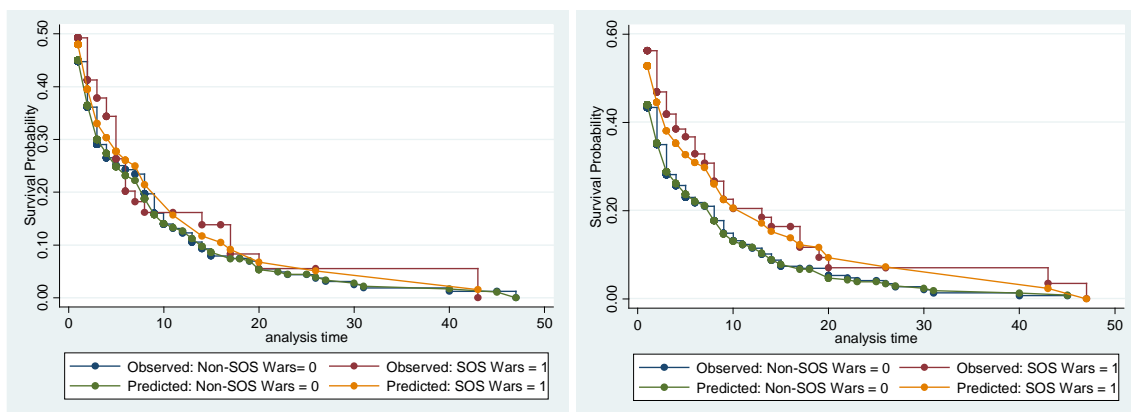 Survival Probability
0.50
0.40
0.30
0.20
0.10
0.00
0 10 20 30 40 50
analysis time
Observed: Non-SOS Wars= 0 Observed: SOS Wars = 1
Predicted: Non-SOS Wars= 0 Predicted: SOS Wars = 1
Survival Probability
0.60
0.40
0.20
0.00
0 10 20 30 40 50
analysis time
Observed: Non-SOS Wars = 0 Observed: SOS Wars = 1
Predicted: Non-SOS Wars = 0 Predicted: SOS Wars = 1